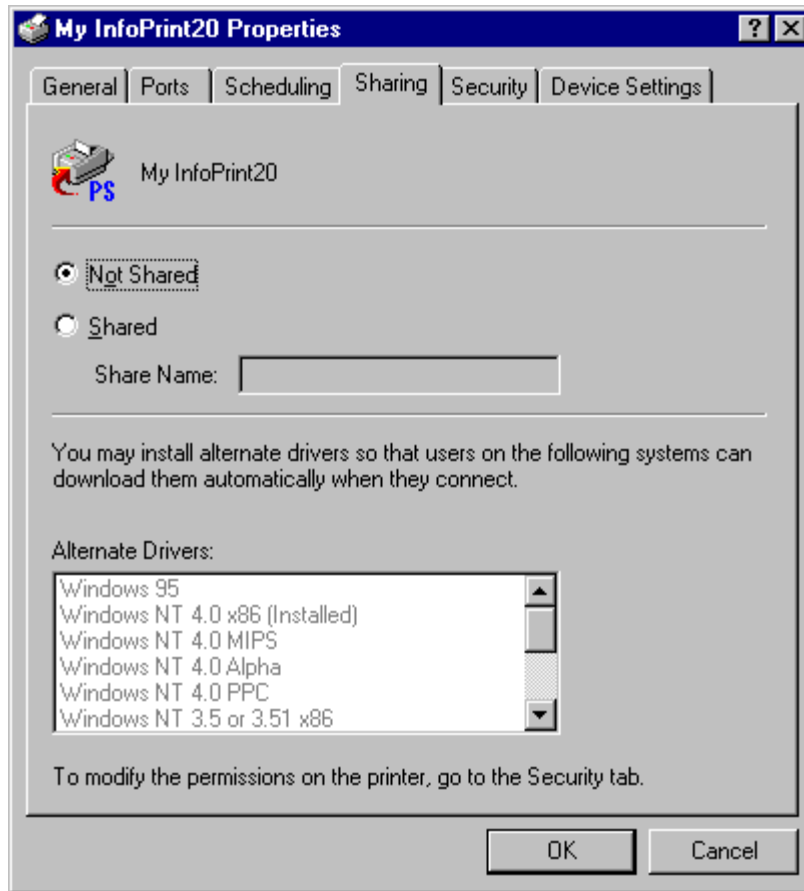 My InfoPrint20 Properties
General Ports Scheduling Sharing Security Device Settings
PS
My InfoPrint20
Not Shared
Shared
Share Name:
You may install alternate drivers so that users on the following systems can
download them automatically when they connect.
Alternate Drivers:
Windows 95
Windows NT 4.0 x86 (Installed)
Windows NT 4.0 MIPS
Windows NT 4.0 Alpha
Windows NT 4.0 PPC
Windows NT 3.5 or 3.51 x86
To modify the permissions on the printer, go to the Security tab.
OK Cancel